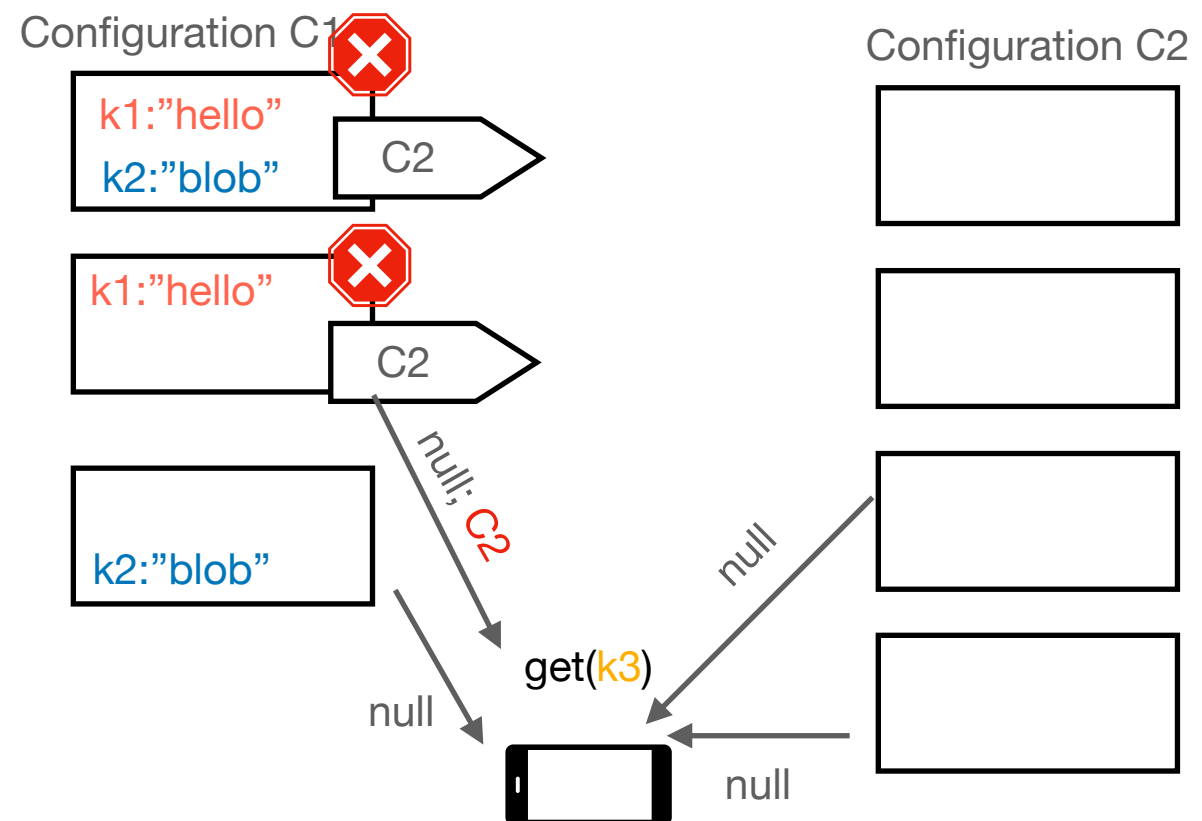 Configuration C1
k1:”hello”
k2:”blob”
C2
k1:”hello”
C2
null; C2
k2:”blob”
null
get(k3)
Configuration C2
null
null